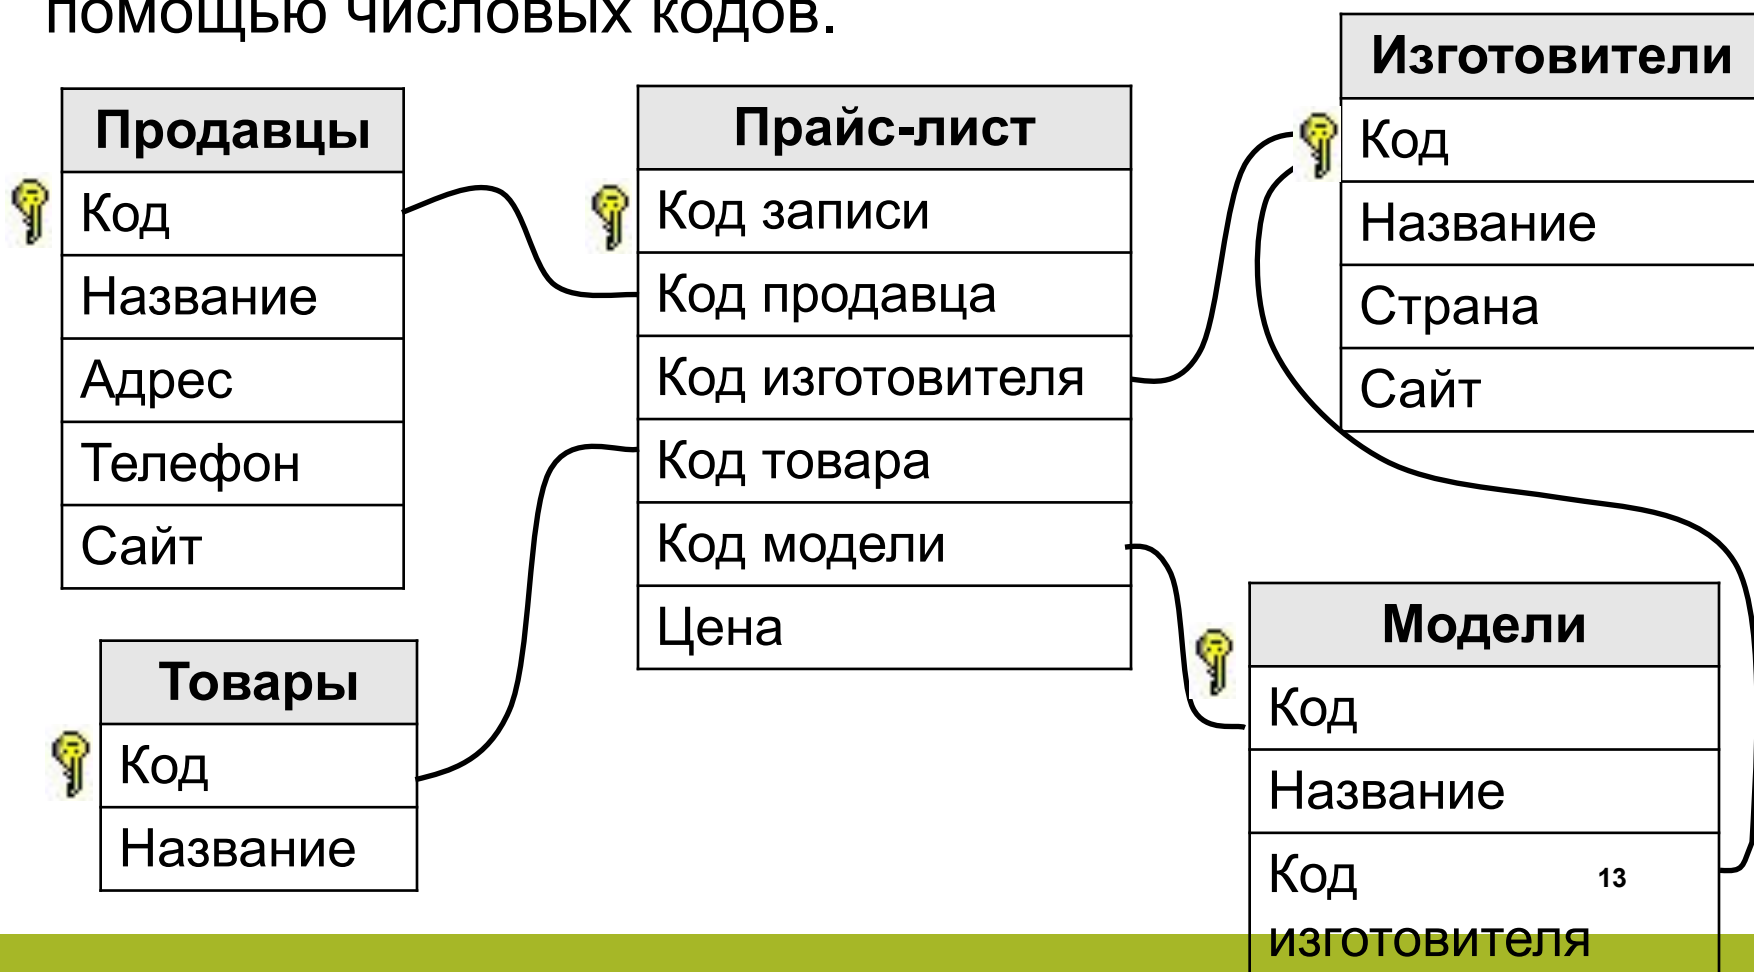 помощью числовых кодов.
Продавцы
Код
Название
Адрес
Телефон
Сайт
Товары
Код
Название
Прайс-лист
Код записи
Код продавца
Код изготовителя
Код товара
Код модели
Цена
Изготовители
Код
Название
Страна
Сайт
Модели
Код
Название
Код
изготовителя
13